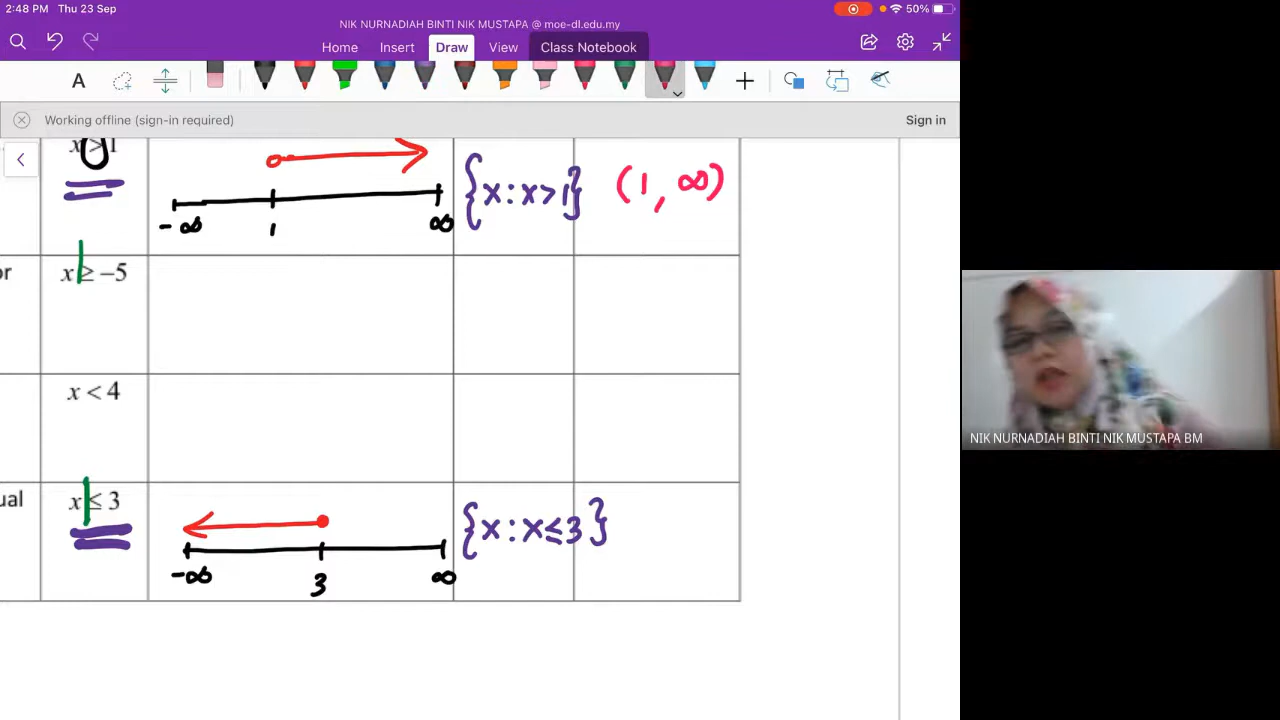 2:48 PM Thu 23 Sep
50%
NIK NURNADIAH BINTI NIK MUSTAPA @ moe-dl.edu.my
Home Insert Draw View Class Notebook
A
Working offline (sign-in required) Sign in
x > 1 {x : x > 1} (1, ∞)
-∞ 1 ∞
or x ≥ −5
x < 4
ual x ≤ 3 {x : x ≤ 3}
-∞ 3 ∞
NIK NURNADIAH BINTI NIK MUSTAPA BM